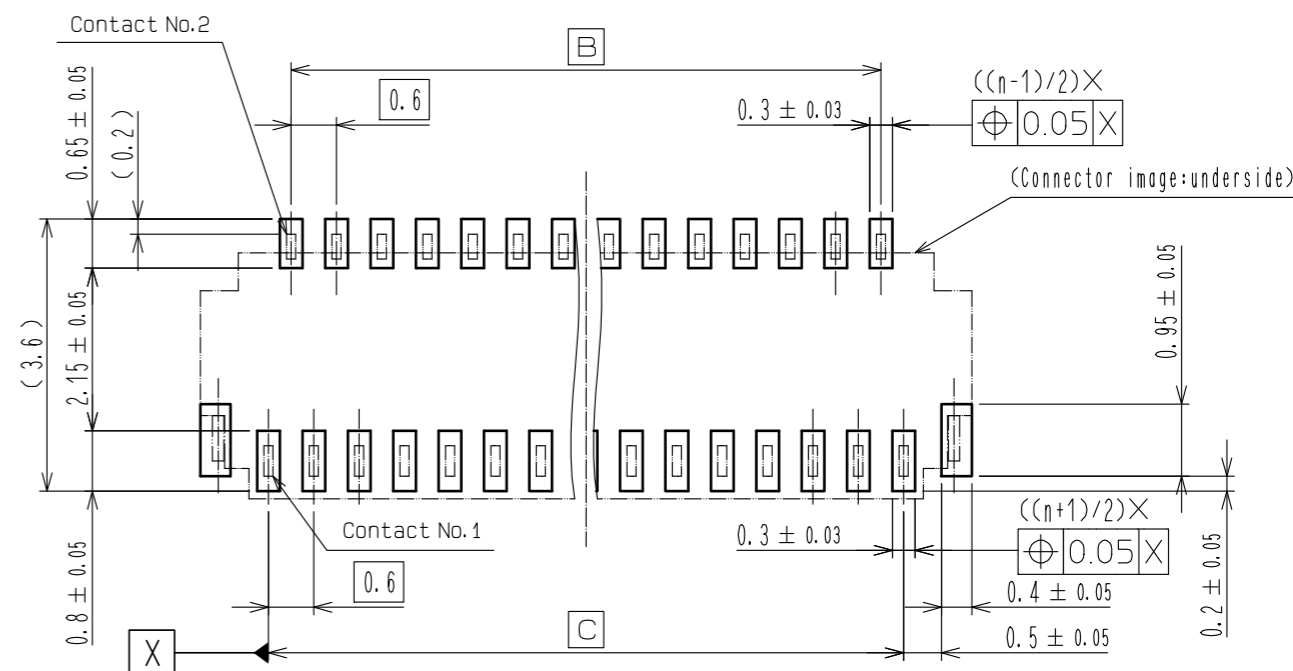 Contact No.2
B
0.6
0.3 ± 0.03
((n-1)/2)X
⌖ 0.05 X
(Connector image:underside)
0.65 ± 0.05
(0.2)
(3.6)
2.15 ± 0.05
0.8 ± 0.05
0.95 ± 0.05
Contact No.1
0.6
0.3 ± 0.03
((n+1)/2)X
⌖ 0.05 X
0.2 ± 0.05
0.4 ± 0.05
C
0.5 ± 0.05
X